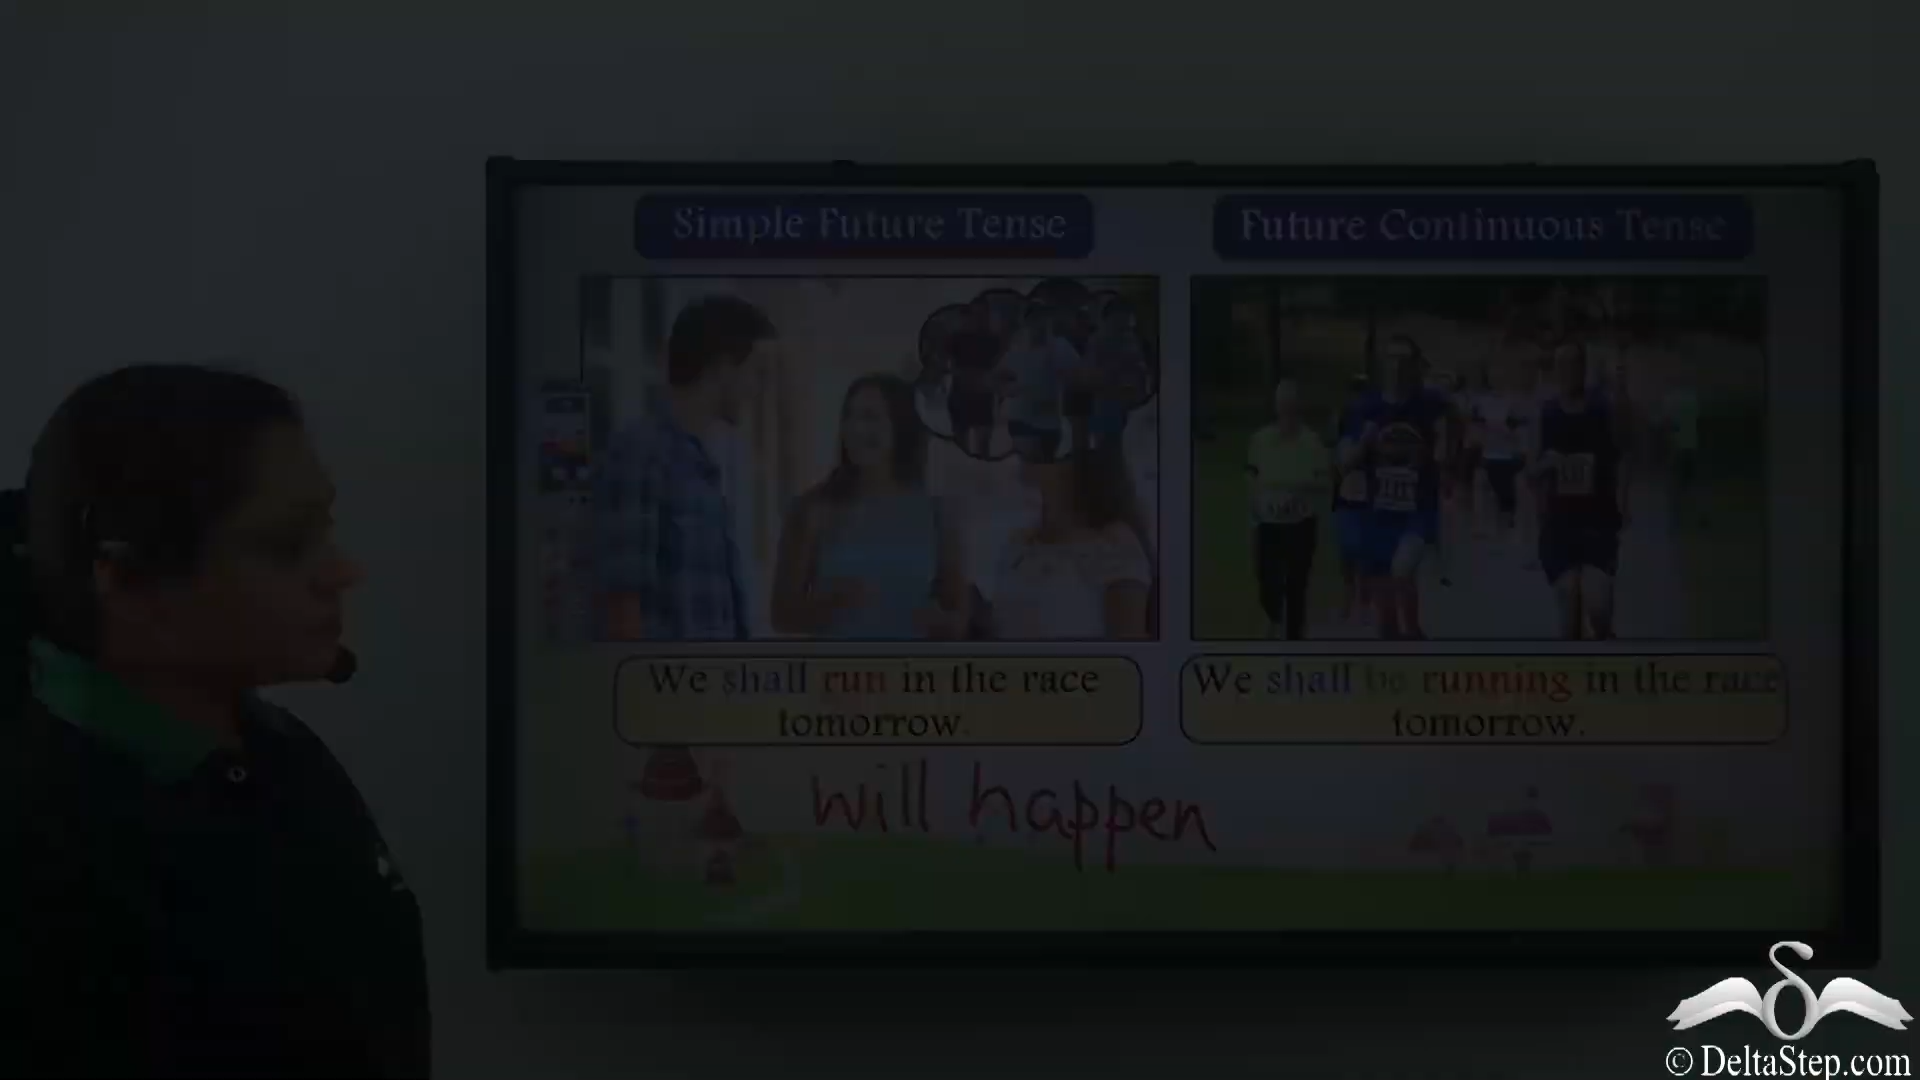 Simple Future Tense
Future Continuous Tense
We shall run in the race
tomorrow.
We shall be running in the race
tomorrow.
will happen
© DeltaStep.com